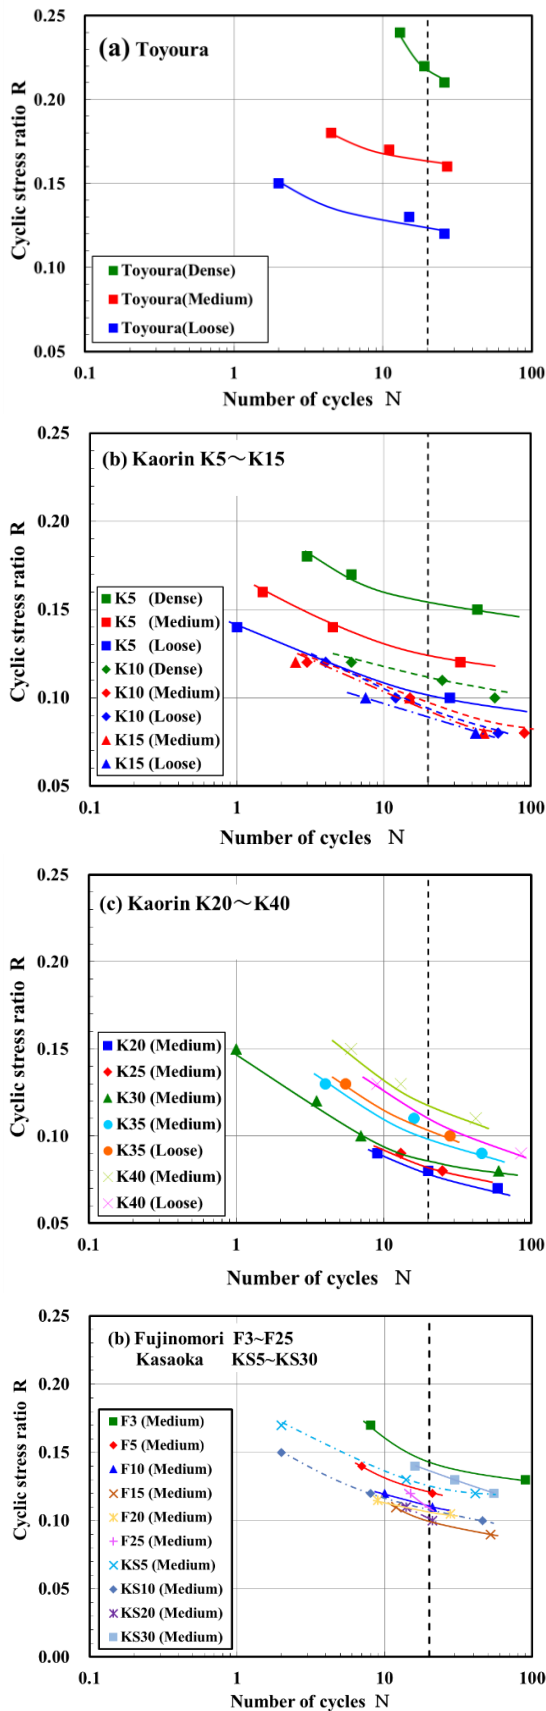 (a) Toyoura
Cyclic stress ratio R
0.25
0.20
0.15
0.10
0.05
Toyoura(Dense)
Toyoura(Medium)
Toyoura(Loose)
0.1 1 10 100
Number of cycles N
(b) Kaorin K5～K15
Cyclic stress ratio R
0.25
0.20
0.15
0.10
0.05
K5 (Dense)
K5 (Medium)
K5 (Loose)
K10 (Dense)
K10 (Medium)
K10 (Loose)
K15 (Medium)
K15 (Loose)
0.1 1 10 100
Number of cycles N
(c) Kaorin K20～K40
Cyclic stress ratio R
0.25
0.20
0.15
0.10
0.05
K20 (Medium)
K25 (Medium)
K30 (Medium)
K35 (Medium)
K35 (Loose)
K40 (Medium)
K40 (Loose)
0.1 1 10 100
Number of cycles N
(b) Fujinomori F3~F25
Kasaoka KS5~KS30
Cyclic stress ratio R
0.25
0.20
0.15
0.10
0.05
0.00
F3 (Medium)
F5 (Medium)
F10 (Medium)
F15 (Medium)
F20 (Medium)
F25 (Medium)
KS5 (Medium)
KS10 (Medium)
KS20 (Medium)
KS30 (Medium)
0.1 1 10 100
Number of cycles N